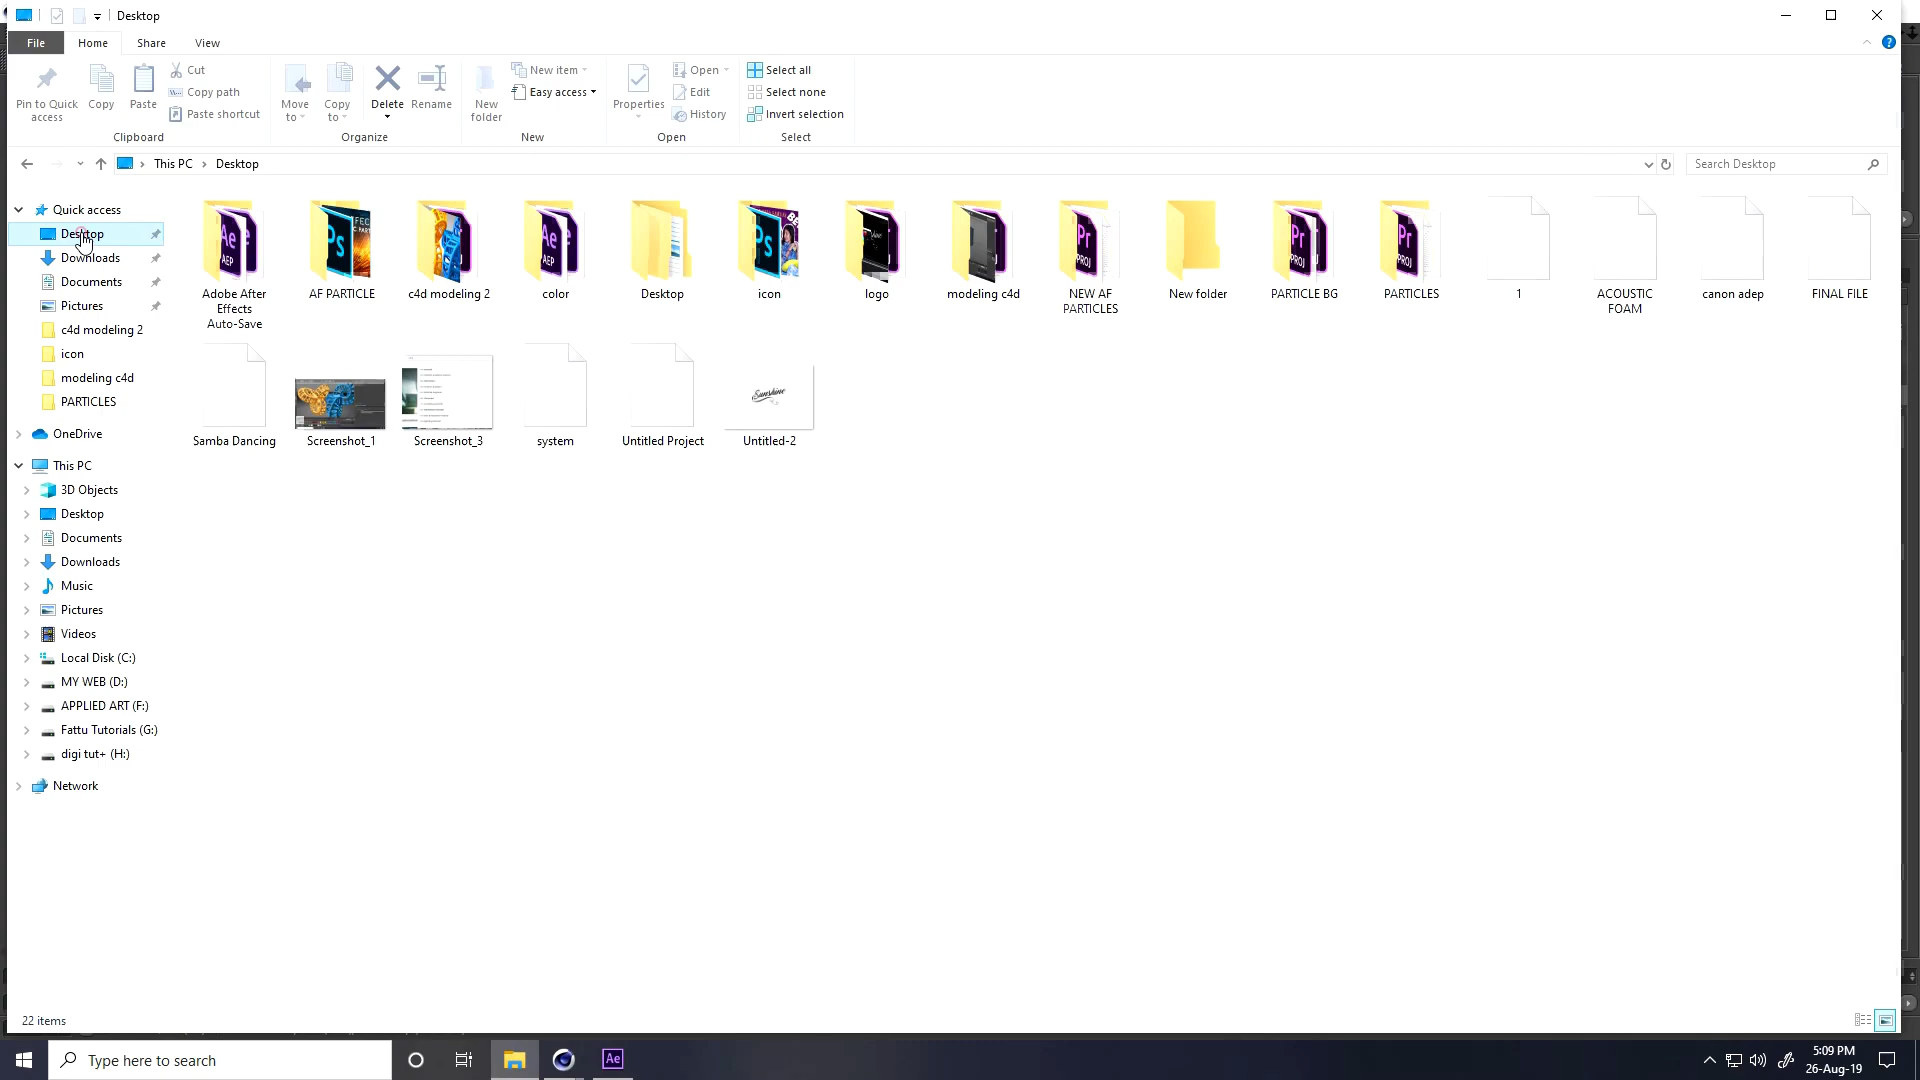 Desktop
File Home Share View
Pin to Quick access
Copy
Paste
Cut
Copy path
Paste shortcut
Clipboard
Move to
Copy to
Delete
Rename
Organize
New folder
New item
Easy access
New
Properties
Open
Edit
History
Open
Select all
Select none
Invert selection
Select
This PC > Desktop
Search Desktop
Quick access
Desktop
Downloads
Documents
Pictures
c4d modeling 2
icon
modeling c4d
PARTICLES
OneDrive
This PC
3D Objects
Desktop
Documents
Downloads
Music
Pictures
Videos
Local Disk (C:)
MY WEB (D:)
APPLIED ART (F:)
Fattu Tutorials (G:)
digi tut+ (H:)
Network
Adobe After
Effects
Auto-Save
AF PARTICLE
c4d modeling 2
color
Desktop
icon
logo
modeling c4d
NEW AF
PARTICLES
New folder
PARTICLE BG
PARTICLES
1
ACOUSTIC
FOAM
canon adep
FINAL FILE
Samba Dancing
Screenshot_1
Screenshot_3
system
Untitled Project
Sunshine
Untitled-2
22 items
Type here to search
Ae
5:09 PM
26-Aug-19